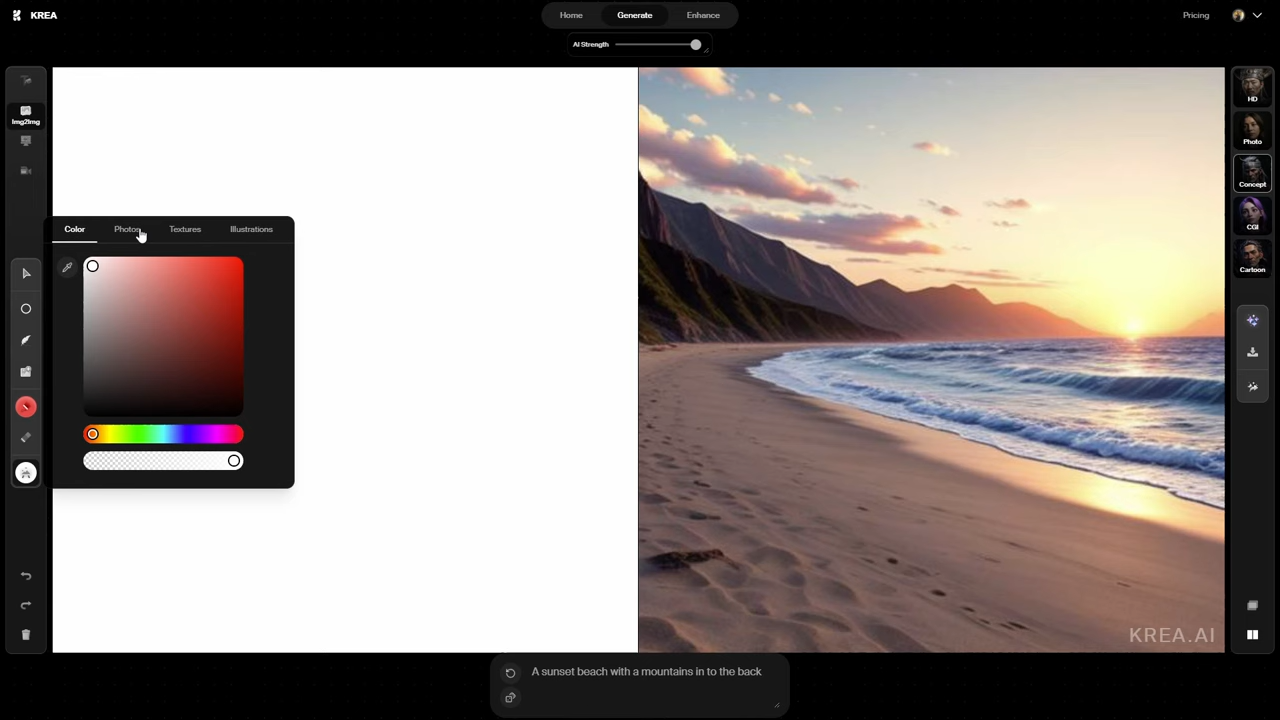 KREA
Home
Generate
Enhance
Pricing
AI Strength
Img2Img
HD
Photo
Concept
CGI
Cartoon
Color
Photos
Textures
Illustrations
KREA.AI
A sunset beach with a mountains in to the back